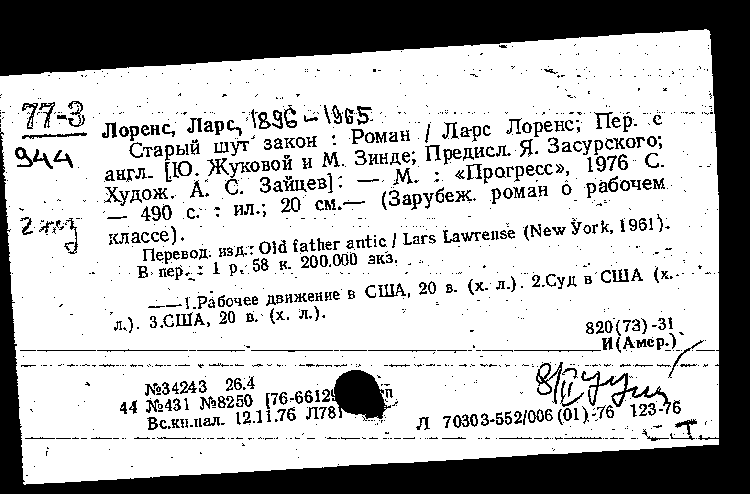 77-3
944
2 экз
Лоренс, Ларс, 1896-1965
Старый шут закон : Роман / Ларс Лоренс; Пер. с
англ. [Ю. Жуковой и М. Зинде; Предисл. Я. Засурского;
Худож. А. С. Зайцев]. — М. : «Прогресс», 1976 С.
— 490 с. : ил.; 20 см.— (Зарубеж. роман о рабочем
классе).
Перевод. изд.: Old father antic / Lars Lawrense (New York, 1961).
В пер. : 1 р. 58 к. 200.000 экз.
——1.Рабочее движение в США, 20 в. (х. л.). 2.Суд в США (х.
л.). 3.США, 20 в. (х. л.).
820(73)-31
И(Амер.)
№34243 26.4
44 №431 №8250 [76-66129
Вс.кн.пал. 12.11.76 Л781
Л 70303-552/006(01)-76 123-76
С. Т.